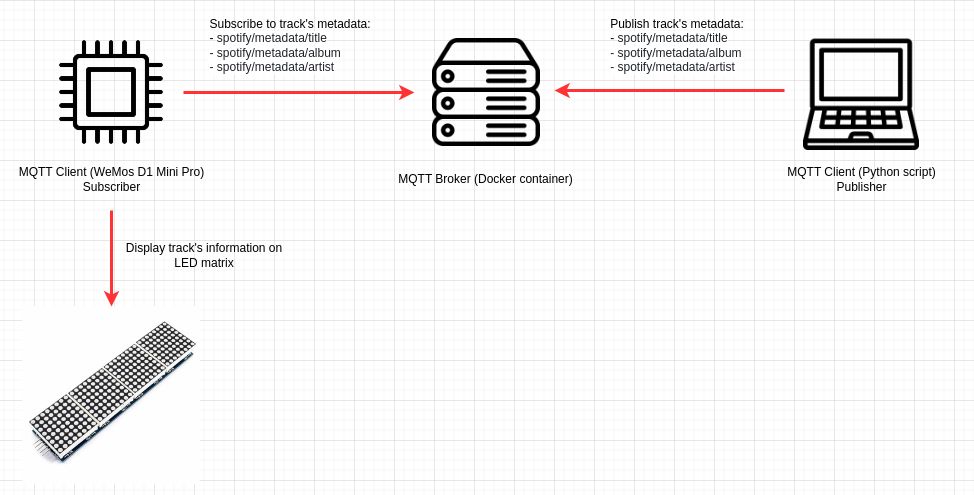 Subscribe to track's metadata:
- spotify/metadata/title
- spotify/metadata/album
- spotify/metadata/artist
Publish track's metadata:
- spotify/metadata/title
- spotify/metadata/album
- spotify/metadata/artist
MQTT Client (WeMos D1 Mini Pro)
Subscriber
MQTT Broker (Docker container)
MQTT Client (Python script)
Publisher
Display track's information on
LED matrix